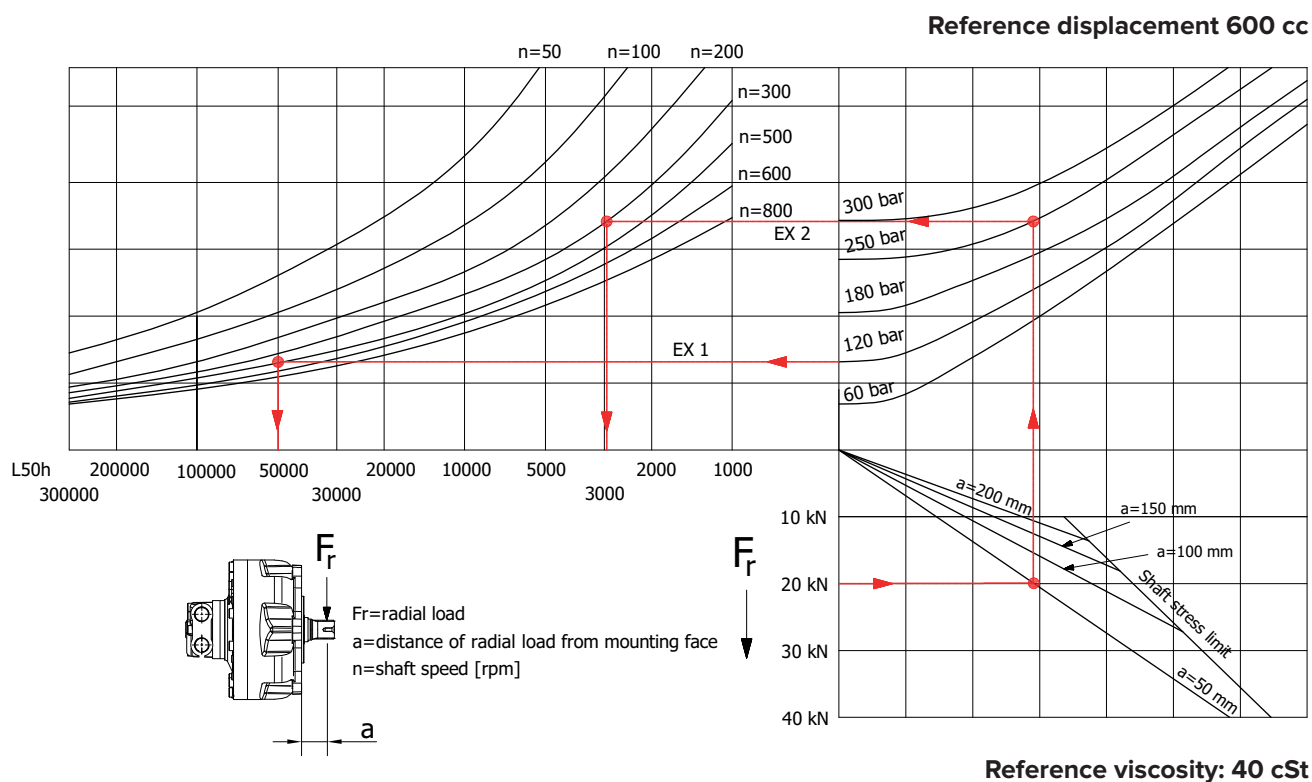 Reference displacement 600 cc
n=50
n=100
n=200
n=300
n=500
n=600
n=800
300 bar
EX 2
250 bar
180 bar
120 bar
EX 1
60 bar
L50h
200000
100000
50000
20000
10000
5000
2000
1000
300000
30000
3000
a=200 mm
10 kN
a=150 mm
a=100 mm
20 kN
Shaft stress limit
30 kN
a=50 mm
40 kN
Fr
Fr
Fr=radial load
a=distance of radial load from mounting face
n=shaft speed [rpm]
a
Reference viscosity: 40 cSt